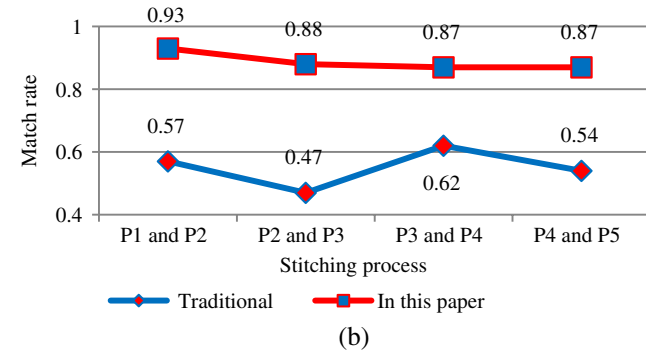 0.93
0.88
0.87
0.87
1
0.8
0.6
0.4
Match rate
0.57
0.47
0.62
0.54
P1 and P2
P2 and P3
P3 and P4
P4 and P5
Stitching process
Traditional
In this paper
(b)